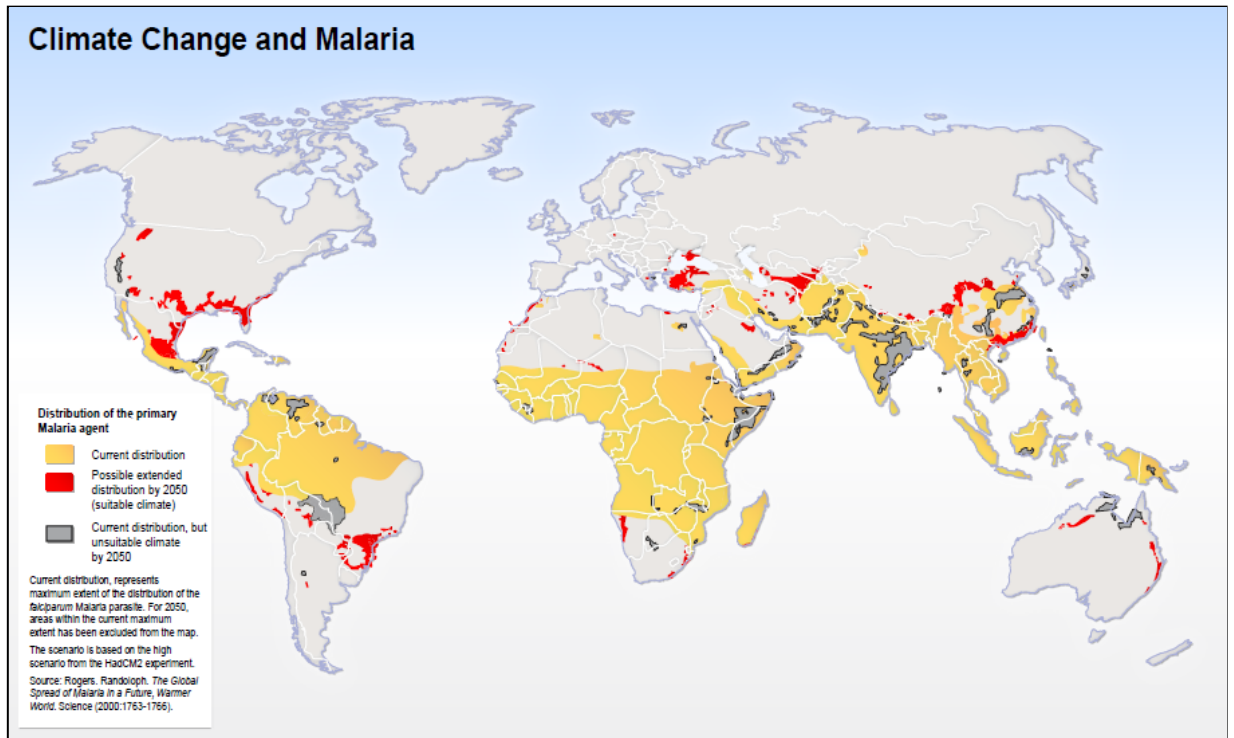 Climate Change and Malaria
Distribution of the primary
Malaria agent
Current distribution
Possible extended
distribution by 2050
(suitable climate)
Current distribution, but
unsuitable climate
by 2050
Current distribution, represents
maximum extent of the distribution of the
falciparum Malaria parasite. For 2050,
areas within the current maximum
extent has been excluded from the map.
The scenario is based on the high
scenario from the HadCM2 experiment.
Source: Rogers. Randoloph. The Global
Spread of Malaria in a Future, Warmer
World. Science (2000:1763-1766).